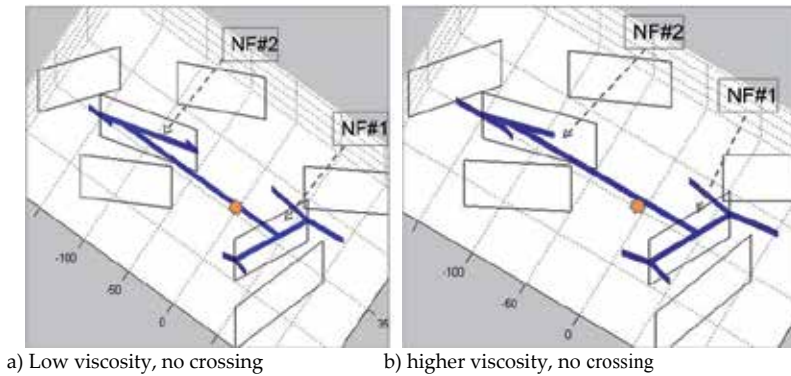 NF#2
NF#1
-100
-50
0
NF#2
NF#1
-100
-50
0
a) Low viscosity, no crossing
b) higher viscosity, no crossing